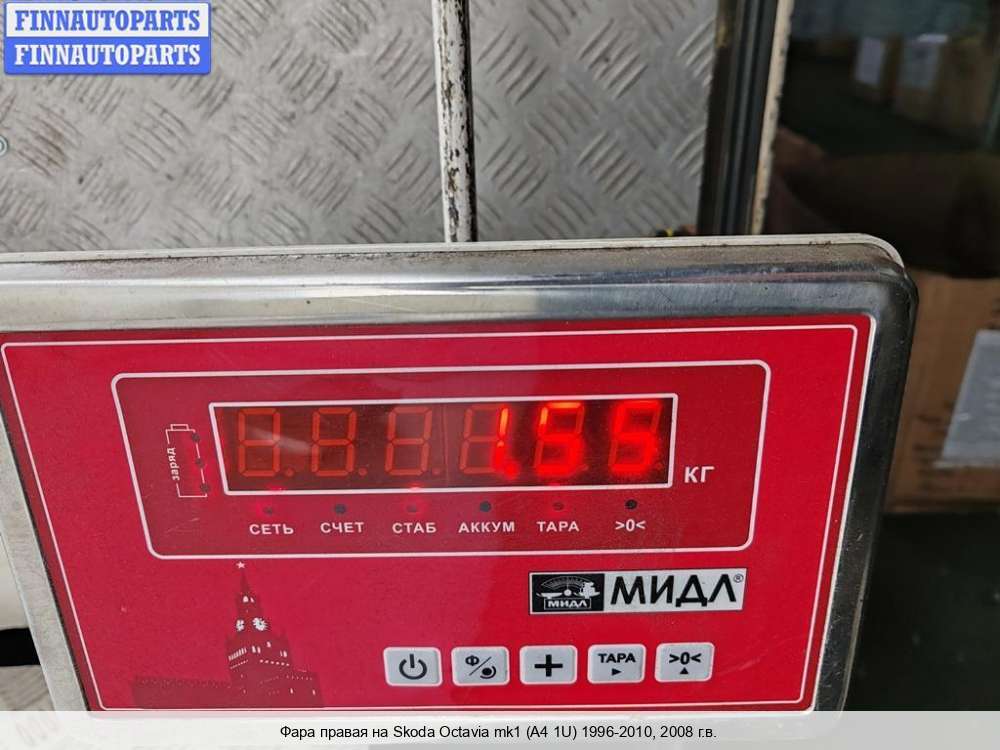 FINNAUTOPARTS
FINNAUTOPARTS
заряд
1.55
КГ
СЕТЬ СЧЕТ СТАБ АККУМ ТАРА >0<
МИДЛ МИДЛ®
Ф/ + ТАРА >0<
Фара правая на Skoda Octavia mk1 (A4 1U) 1996-2010, 2008 г.в.